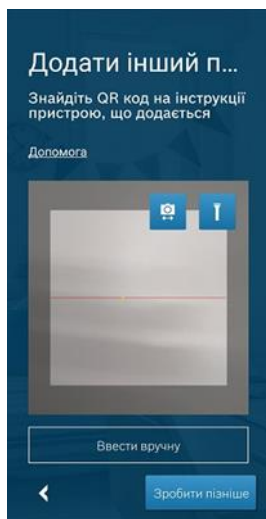 Додати інший п...
Знайдіть QR код на інструкції
пристрою, що додається
Допомога
Ввести вручну
Зробити пізніше